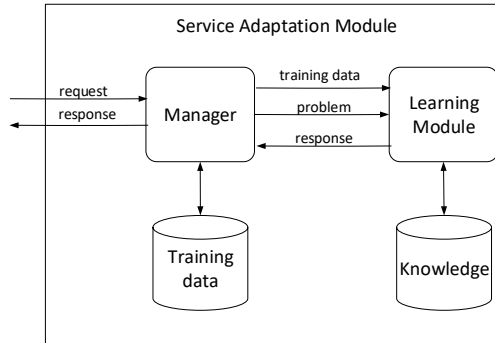 Service Adaptation Module
request
response
Manager
training data
problem
response
Learning
Module
Training
data
Knowledge